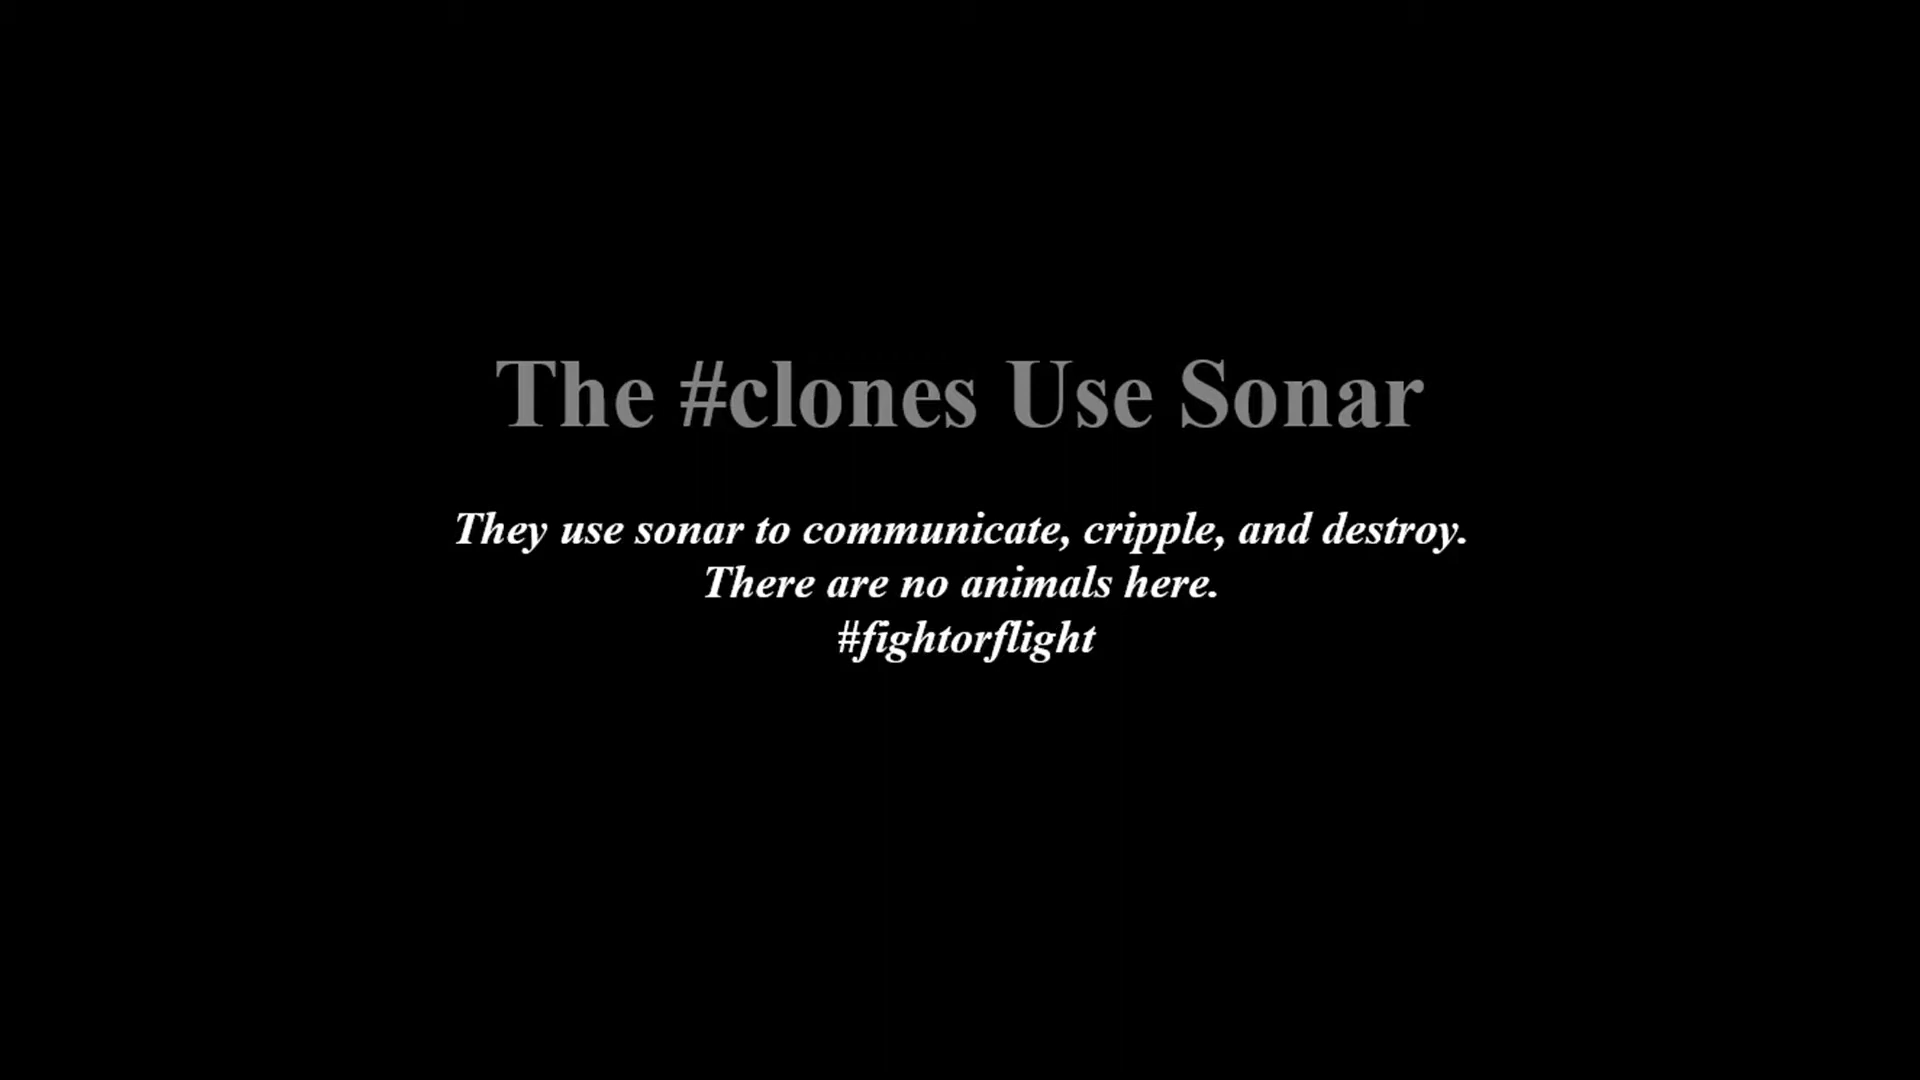 The #clones Use Sonar
They use sonar to communicate, cripple, and destroy.
There are no animals here.
#fightorflight